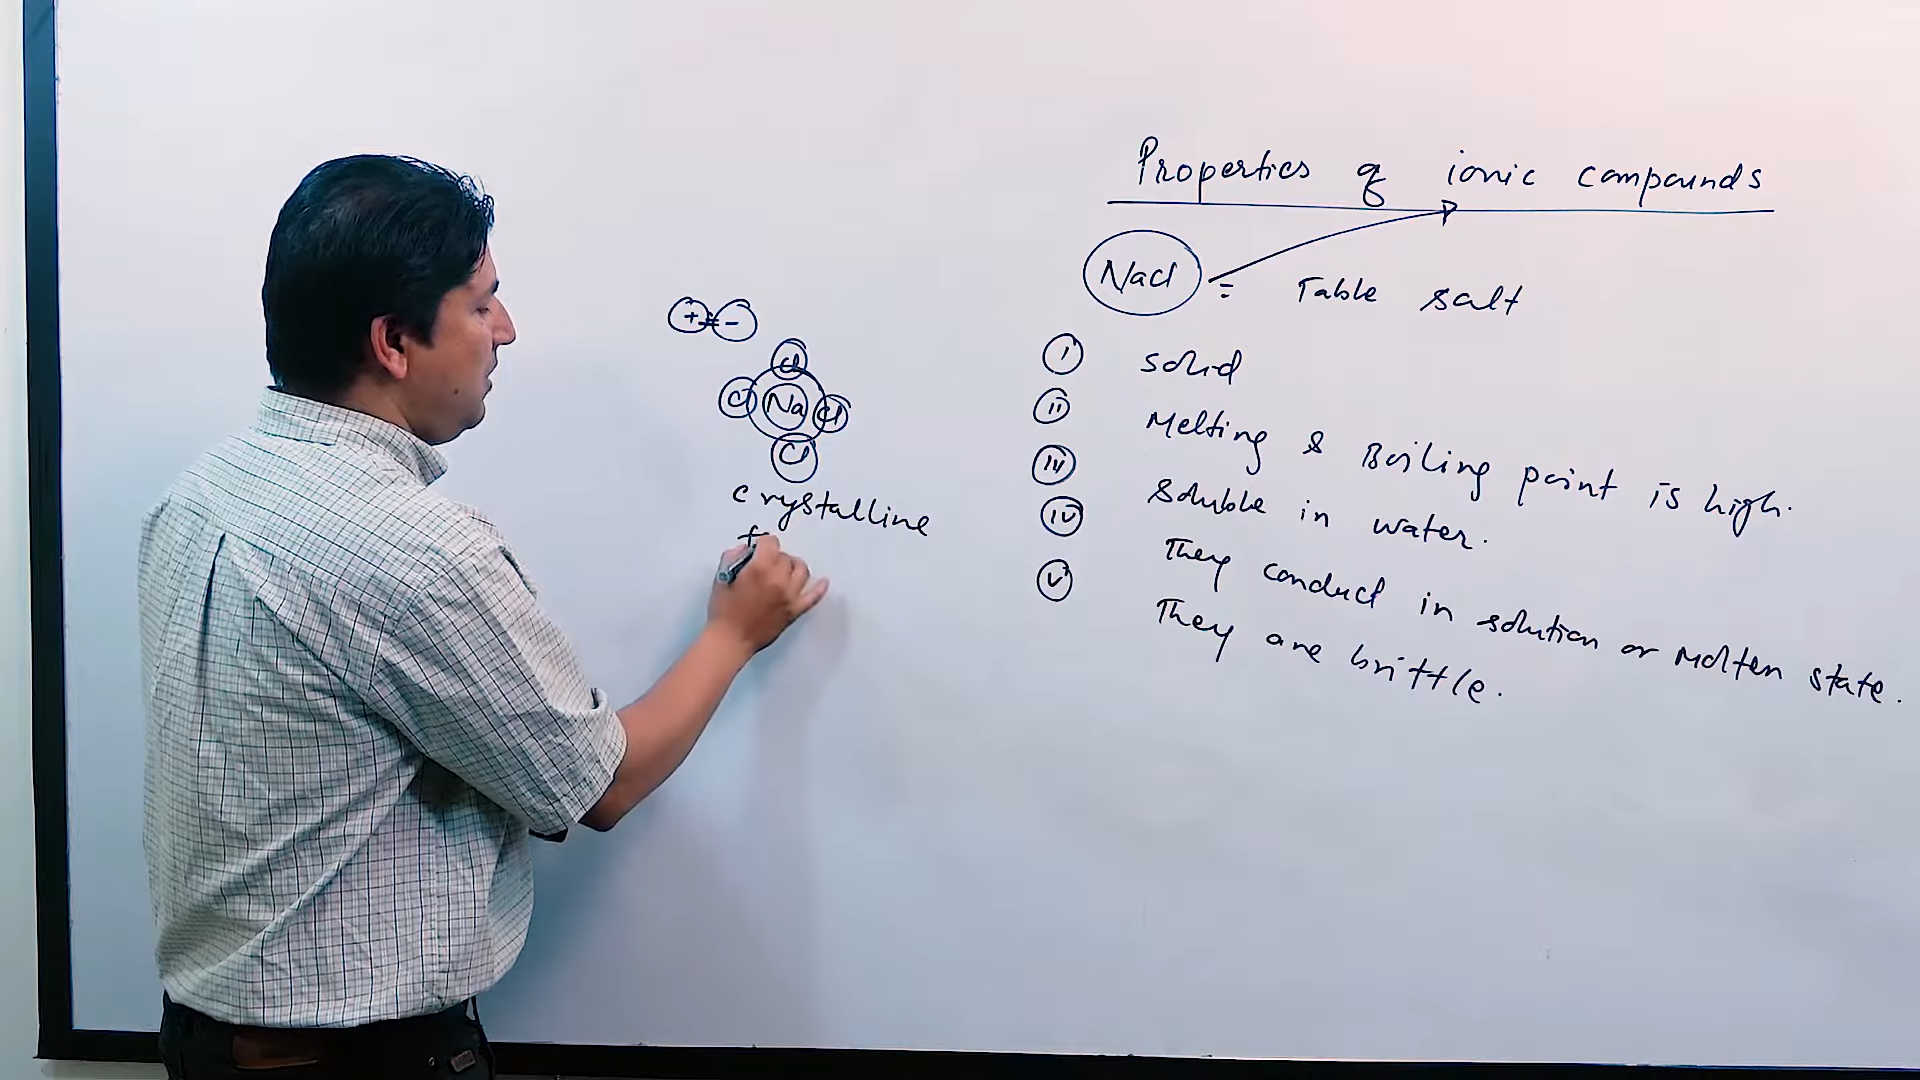 Properties of ionic compounds
NaCl :- Table salt
+ = -
Cl
Cl Na Cl
Cl
crystalline
f
i solid
ii Melting & Boiling point is high.
iv soluble in water.
iv They conduct in solution or Molten state.
v They are brittle.